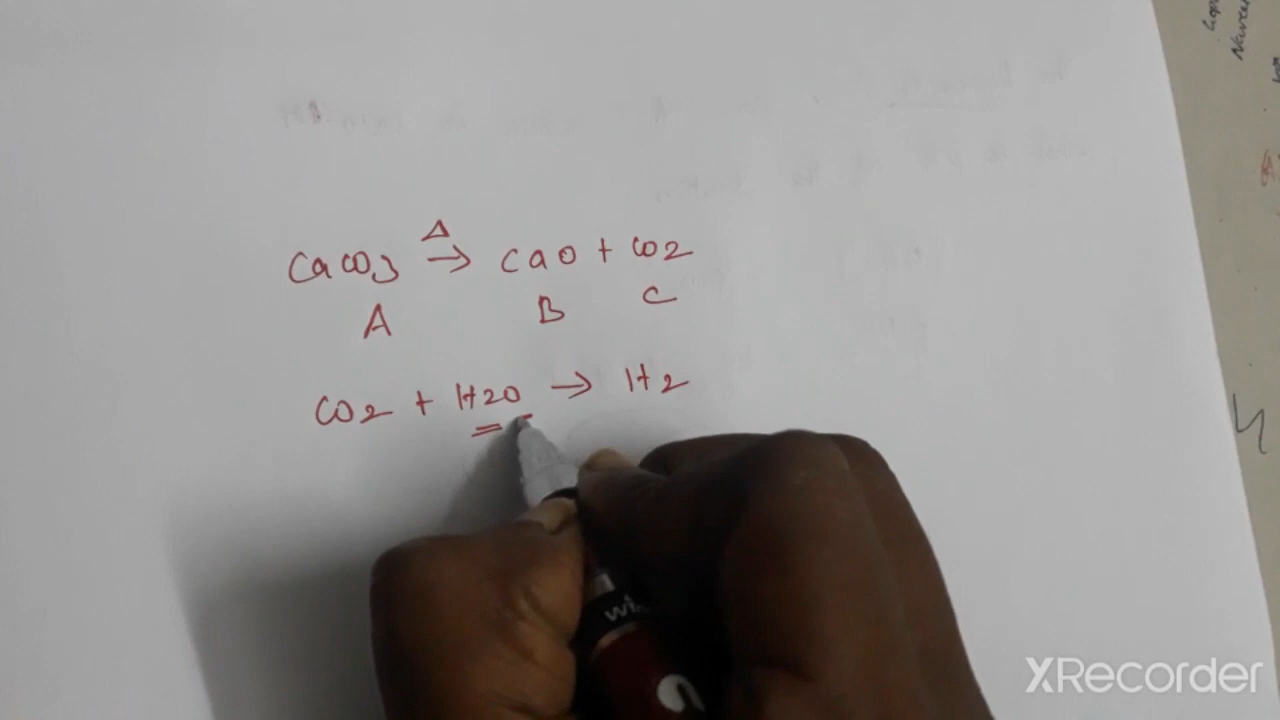 Δ
CaCO3 → CaO + CO2
A B C
CO2 + H2O → H2
XRecorder